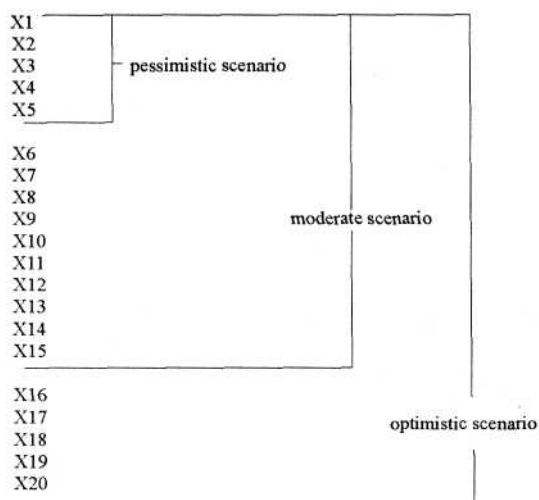 X1
X2
X3
pessimistic scenario
X4
X5
X6
X7
X8
X9
moderate scenario
X10
X11
X12
X13
X14
X15
X16
X17
optimistic scenario
X18
X19
X20